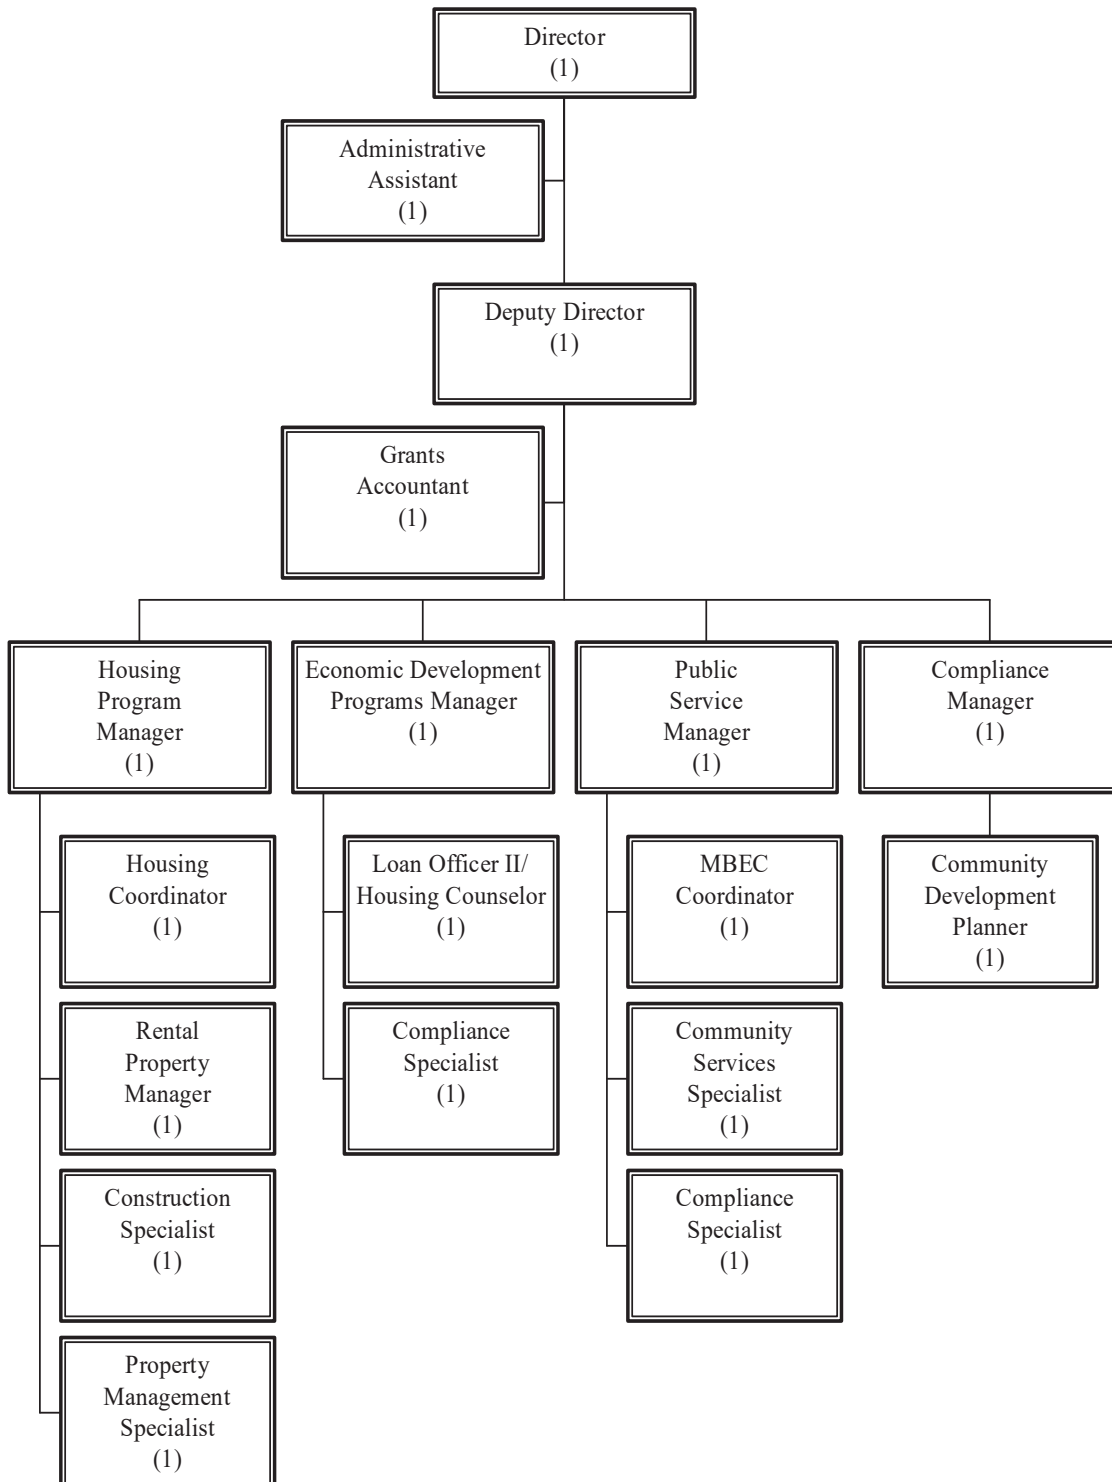 Director
(1)
Administrative
Assistant
(1)
Deputy Director
(1)
Grants
Accountant
(1)
Housing
Program
Manager
(1)
Economic Development
Programs Manager
(1)
Public
Service
Manager
(1)
Compliance
Manager
(1)
Housing
Coordinator
(1)
Rental
Property
Manager
(1)
Construction
Specialist
(1)
Property
Management
Specialist
(1)
Loan Officer II/
Housing Counselor
(1)
Compliance
Specialist
(1)
MBEC
Coordinator
(1)
Community
Services
Specialist
(1)
Compliance
Specialist
(1)
Community
Development
Planner
(1)